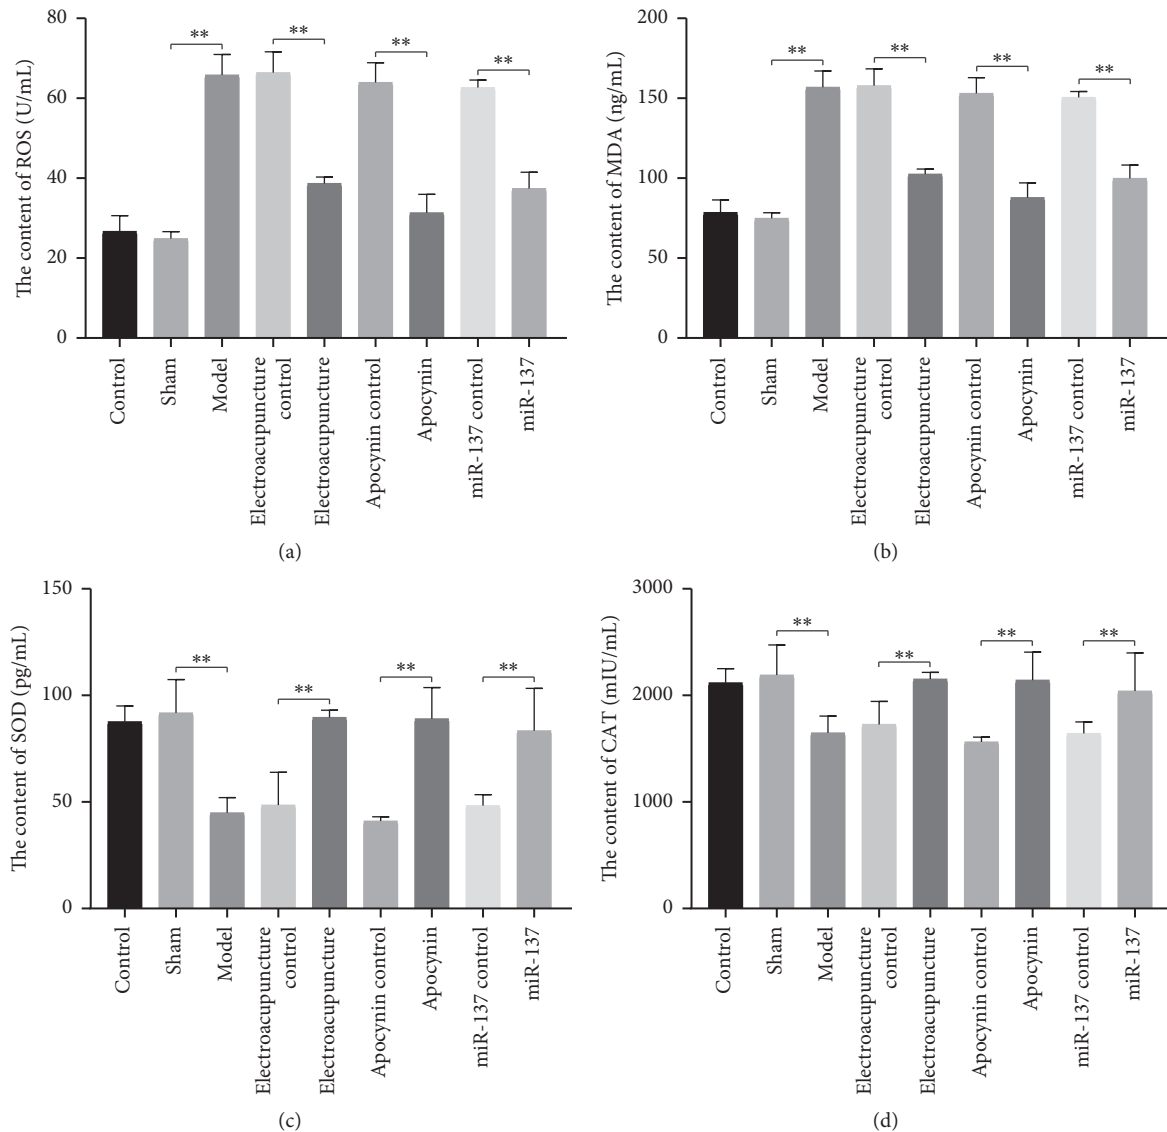 The content of ROS (U/mL)
80
60
40
20
0
**
**
**
**
Control
Sham
Model
Electroacupuncture
control
Electroacupuncture
Apocynin control
Apocynin
miR-137 control
miR-137
(a)
The content of MDA (ng/mL)
200
150
100
50
0
**
**
**
**
Control
Sham
Model
Electroacupuncture
control
Electroacupuncture
Apocynin control
Apocynin
miR-137 control
miR-137
(b)
The content of SOD (pg/mL)
150
100
50
0
**
**
**
**
Control
Sham
Model
Electroacupuncture
control
Electroacupuncture
Apocynin control
Apocynin
miR-137 control
miR-137
(c)
The content of CAT (mIU/mL)
3000
2000
1000
0
**
**
**
**
Control
Sham
Model
Electroacupuncture
control
Electroacupuncture
Apocynin control
Apocynin
miR-137 control
miR-137
(d)